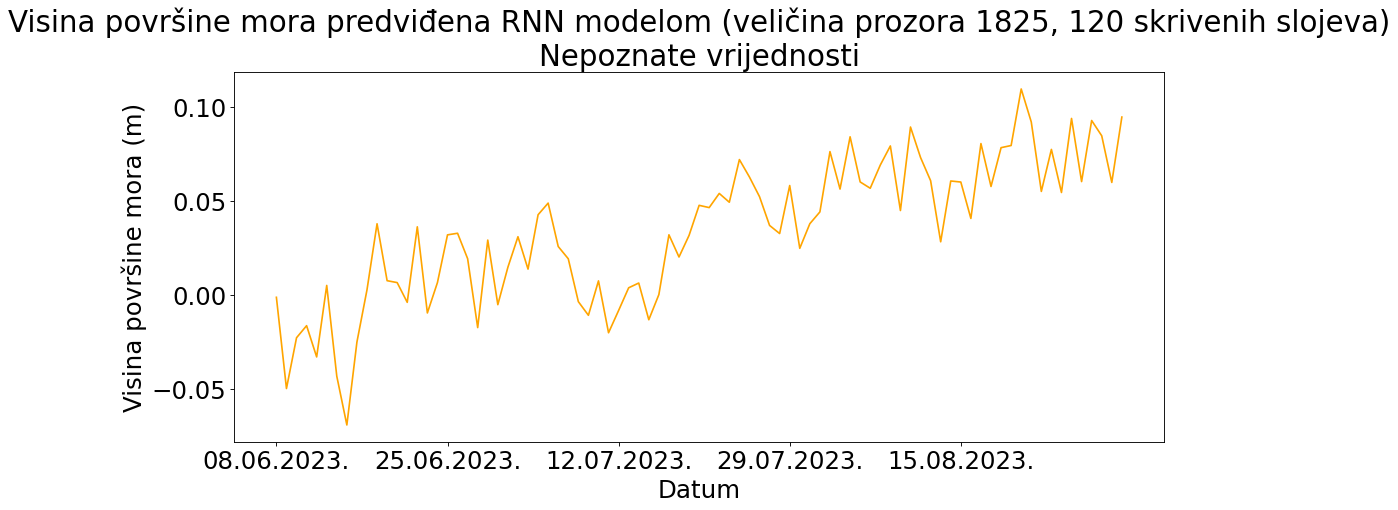 Visina površine mora predviđena RNN modelom (veličina prozora 1825, 120 skrivenih slojeva)
Nepoznate vrijednosti
Visina površine mora (m)
0.10
0.05
0.00
−0.05
08.06.2023. 25.06.2023. 12.07.2023. 29.07.2023. 15.08.2023.
Datum